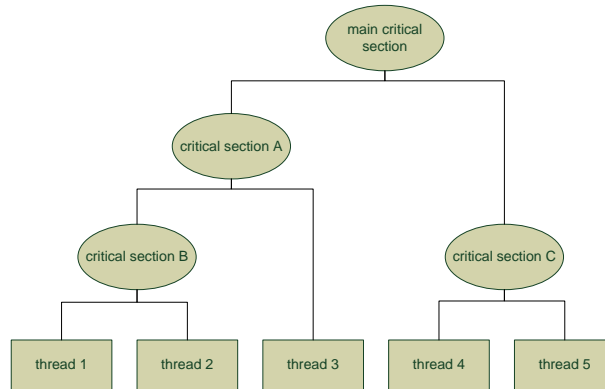 main critical
section
critical section A
critical section B
critical section C
thread 1
thread 2
thread 3
thread 4
thread 5